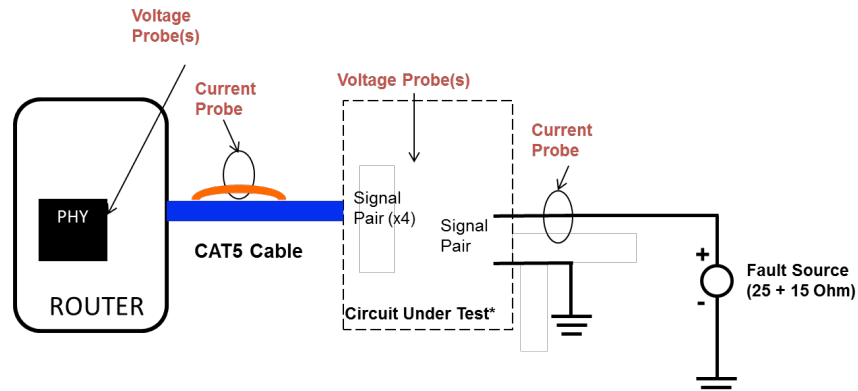 Voltage
Probe(s)
Current
Probe
Voltage Probe(s)
Current
Probe
PHY
Signal
Pair (x4)
Signal
Pair
CAT5 Cable
ROUTER
Circuit Under Test*
+
-
Fault Source
(25 + 15 Ohm)